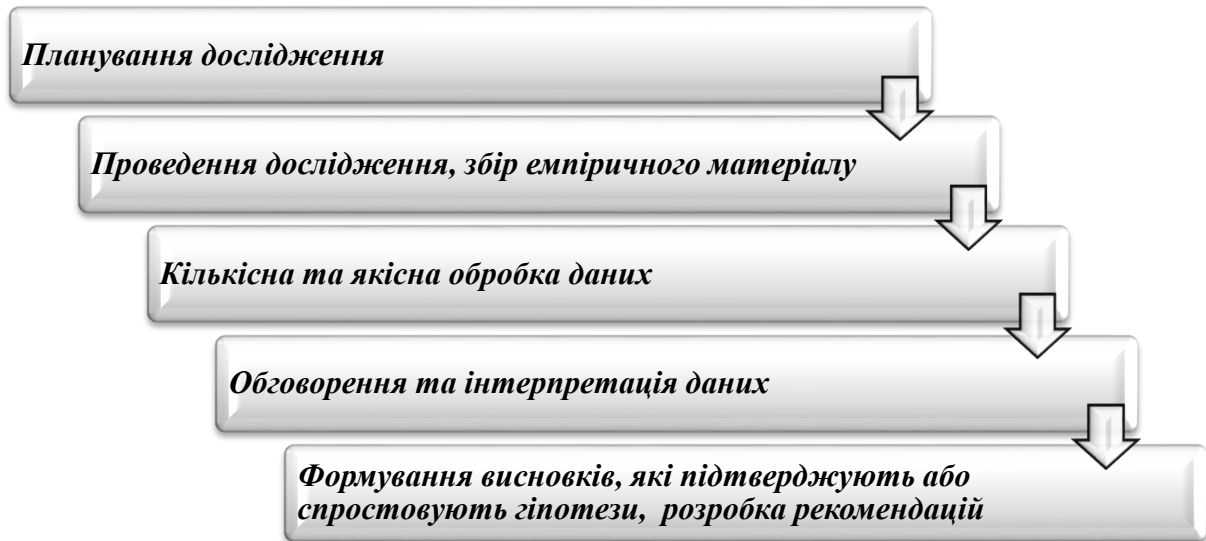 Планування дослідження
Проведення дослідження, збір емпіричного матеріалу
Кількісна та якісна обробка даних
Обговорення та інтерпретація даних
Формування висновків, які підтверджують або
спростовують гіпотези, розробка рекомендацій